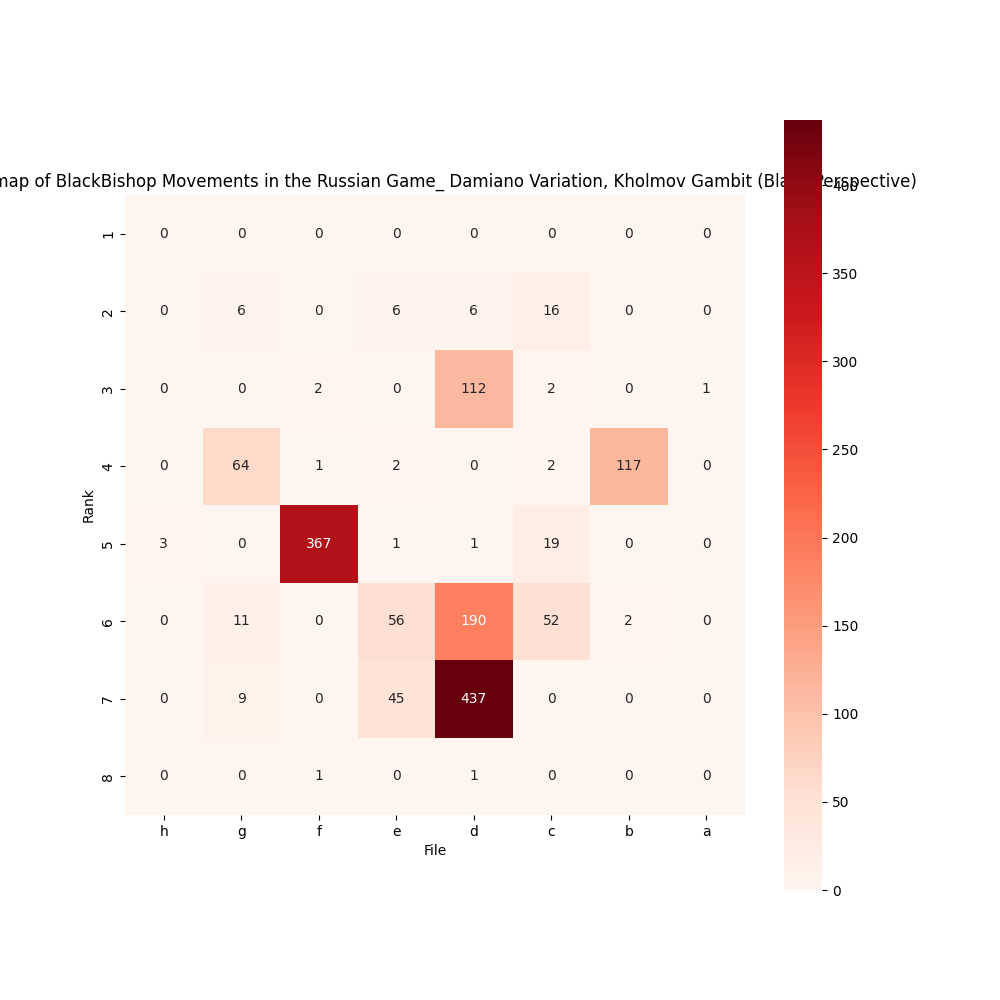 map of BlackBishop Movements in the Russian Game_ Damiano Variation, Kholmov Gambit (Black Perspective)
400
1 0 0 0 0 0 0 0 0
350
2 0 6 0 6 6 16 0 0
300
3 0 0 2 0 112 2 0 1
250
4 0 64 1 2 0 2 117 0
Rank
200
5 3 0 367 1 1 19 0 0
150
6 0 11 0 56 190 52 2 0
100
7 0 9 0 45 437 0 0 0
50
8 0 0 1 0 1 0 0 0
h g f e d c b a
File
0